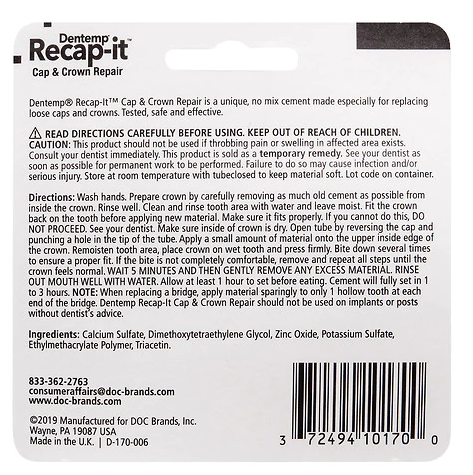 Dentemp®
Recap-it™
Cap & Crown Repair
Dentemp® Recap-It™ Cap & Crown Repair is a unique, no mix cement made especially for replacing
loose caps and crowns. Tested, safe and effective.
⚠ READ DIRECTIONS CAREFULLY BEFORE USING. KEEP OUT OF REACH OF CHILDREN.
CAUTION: This product should not be used if throbbing pain or swelling in affected area exists.
Consult your dentist immediately. This product is sold as a temporary remedy. See your dentist as
soon as possible for permanent work to be performed. Failure to do so may cause infection and/or
serious injury. Store at room temperature with tubeclosed to keep material soft. Lot code on container.
Directions: Wash hands. Prepare crown by carefully removing as much old cement as possible from
inside the crown. Rinse well. Clean and rinse tooth area with water and leave moist. Fit the crown
back on the tooth before applying new material. Make sure it fits properly. If you cannot do this, DO
NOT PROCEED. See your dentist. Make sure inside of crown is dry. Open tube by reversing the cap and
punching a hole in the tip of the tube. Apply a small amount of material onto the upper inside edge of
the crown. Remoisten tooth area, place crown on wet tooth and press firmly. Bite down several times
to ensure a proper fit. If the bite is not completely comfortable, remove and repeat all steps until the
crown feels normal. WAIT 5 MINUTES AND THEN GENTLY REMOVE ANY EXCESS MATERIAL. RINSE
OUT MOUTH WELL WITH WATER. Allow at least 1 hour to set before eating. Cement will fully set in 1
to 3 hours. NOTE: When replacing a bridge, apply material sparingly to only 1 hollow tooth at each
end of the bridge. Dentemp Recap-It Cap & Crown Repair should not be used on implants or posts
without dentist's advice.
Ingredients: Calcium Sulfate, Dimethoxytetraethylene Glycol, Zinc Oxide, Potassium Sulfate,
Ethylmethacrylate Polymer, Triacetin.
833-362-2763
consumeraffairs@doc-brands.com
www.doc-brands.com
©2019 Manufactured for DOC Brands, Inc.
Wayne, PA 19087 USA
Made in the U.K. | D-170-006
3 72494 10170 0